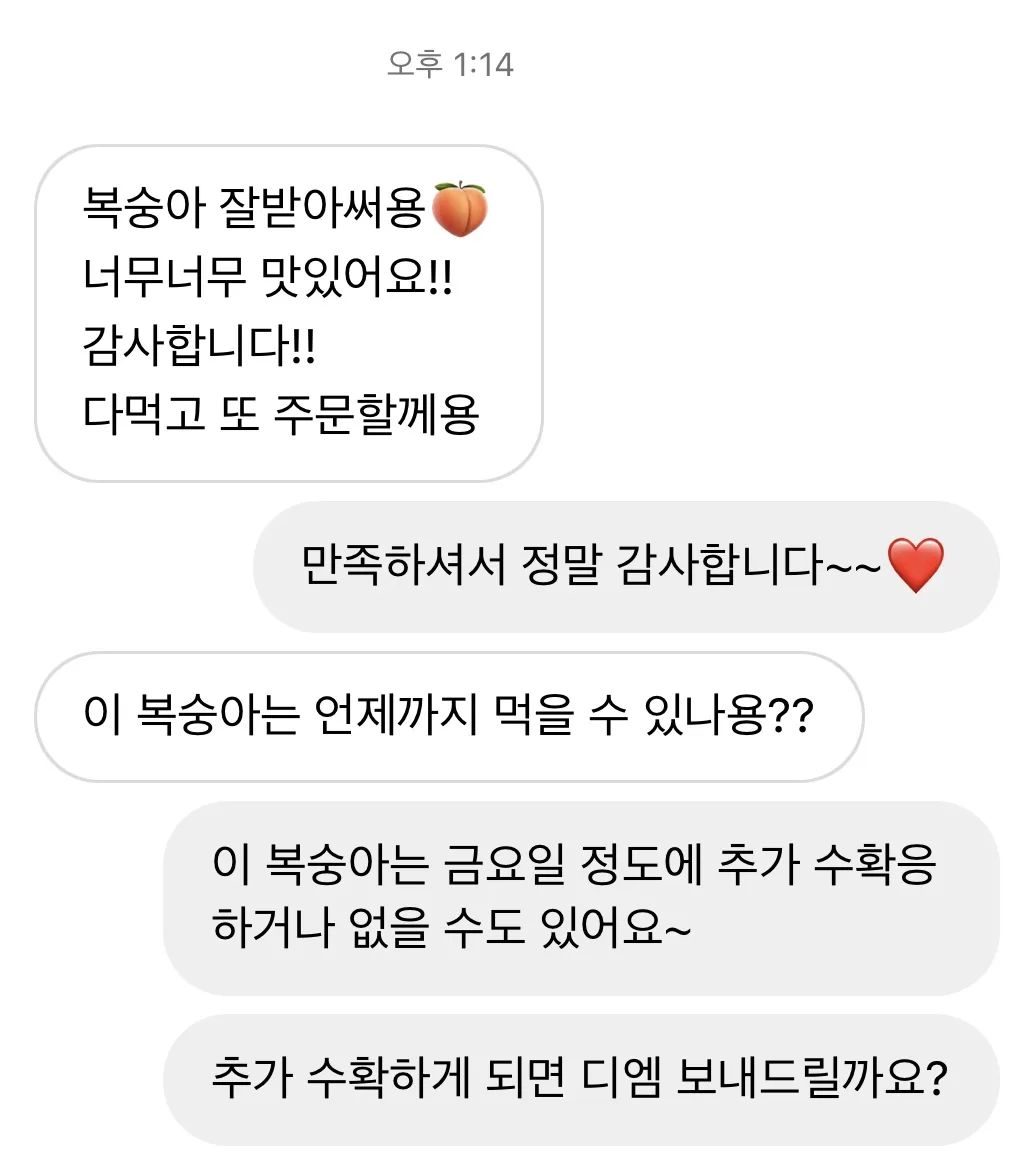 오후 1:14
복숭아 잘받아써용🍑
너무너무 맛있어요!!
감사합니다!!
다먹고 또 주문할께용
만족하셔서 정말 감사합니다~~❤️
이 복숭아는 언제까지 먹을 수 있나용??
이 복숭아는 금요일 정도에 추가 수확응
하거나 없을 수도 있어요~
추가 수확하게 되면 디엠 보내드릴까요?